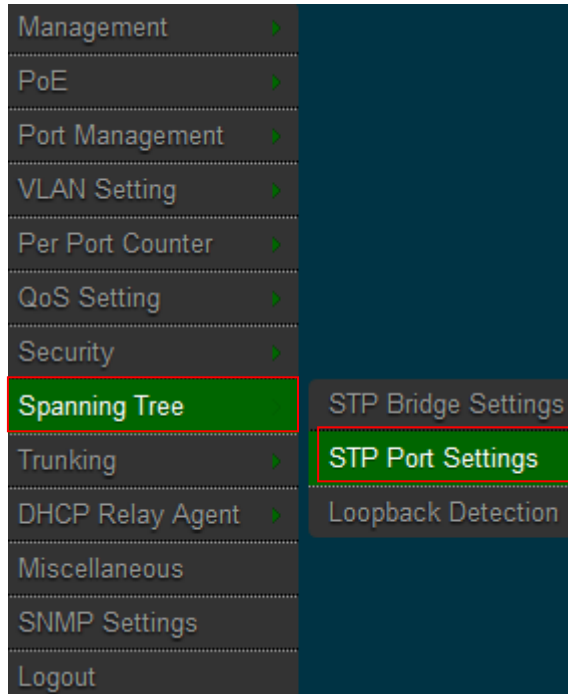 Management
PoE
Port Management
VLAN Setting
Per Port Counter
QoS Setting
Security
Spanning Tree
STP Bridge Settings
Trunking
STP Port Settings
DHCP Relay Agent
Loopback Detection
Miscellaneous
SNMP Settings
Logout